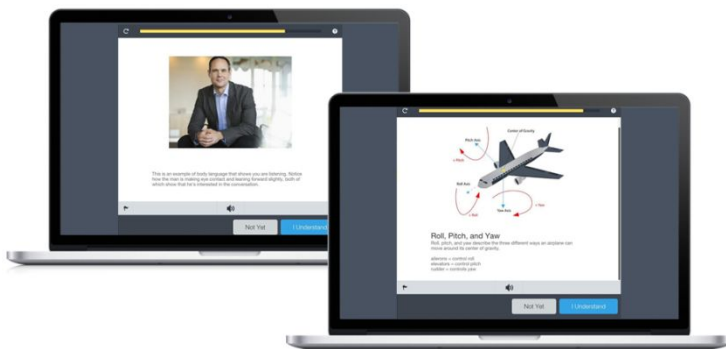 This is an example of body language that shows you are listening. Notice
how the man is making eye contact and leaning forward slightly, both of
which show that he's interested in the conversation.
Not Yet
I Understand
Center of Gravity
Pitch Axis
+ Pitch
Roll Axis
+ Roll
Yaw Axis
+ Yaw
Roll, Pitch, and Yaw
Roll, pitch, and yaw describe the three different ways an airplane can
move around its center of gravity.
ailerons = control roll
elevators = control pitch
rudder = controls yaw
Not Yet
I Understand